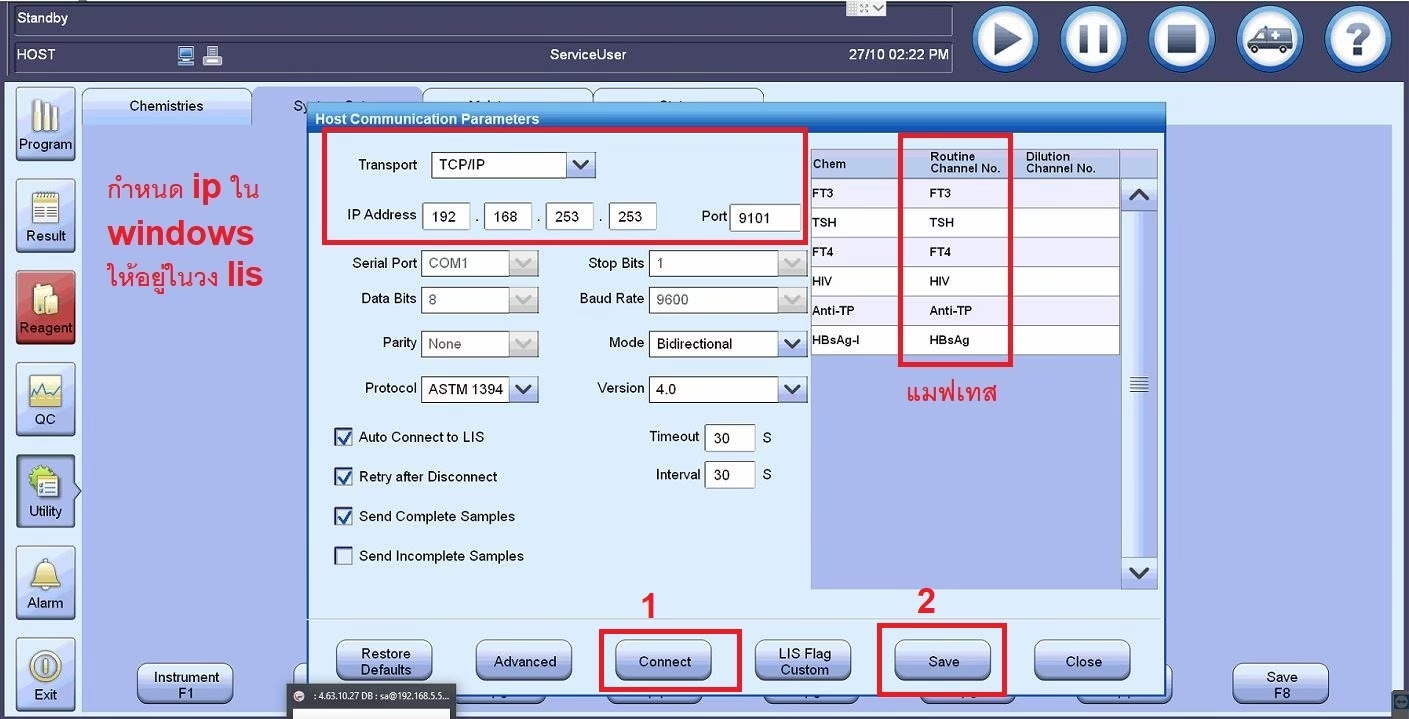 Standby
HOST
ServiceUser
27/10 02:22 PM
Chemistries
Host Communication Parameters
Program
Result
Reagent
QC
Utility
Alarm
Exit
กำหนด ip ใน
windows
ให้อยู่ในวง lis
Transport TCP/IP
IP Address 192 . 168 . 253 . 253 Port 9101
Serial Port COM1 Stop Bits 1
Data Bits 8 Baud Rate 9600
Parity None Mode Bidirectional
Protocol ASTM 1394 Version 4.0
Auto Connect to LIS Timeout 30 S
Retry after Disconnect Interval 30 S
Send Complete Samples
Send Incomplete Samples
Chem Routine Channel No. Dilution Channel No.
FT3 FT3
TSH TSH
FT4 FT4
HIV HIV
Anti-TP Anti-TP
HBsAg-I HBsAg
แมฟเทส
1
2
Restore Defaults
Advanced
Connect
LIS Flag Custom
Save
Close
Instrument F1
Save F8
: 4.63.10.27 DB : sa@192.168.5.5...